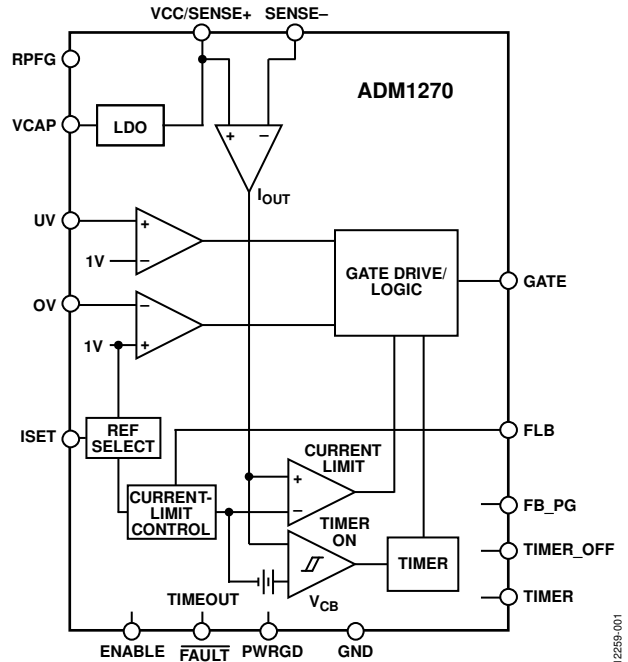 VCC/SENSE+ SENSE–
RPFG
ADM1270
VCAP
LDO
+ –
IOUT
UV
+
1V
–
GATE DRIVE/
LOGIC
GATE
OV
–
1V
+
ISET
REF
SELECT
FLB
CURRENT
LIMIT
CURRENT-
LIMIT
CONTROL
+
–
FB_PG
TIMER
ON
TIMER
TIMER_OFF
VCB
TIMER
TIMEOUT
ENABLE
FAULT
PWRGD
GND
12259-001